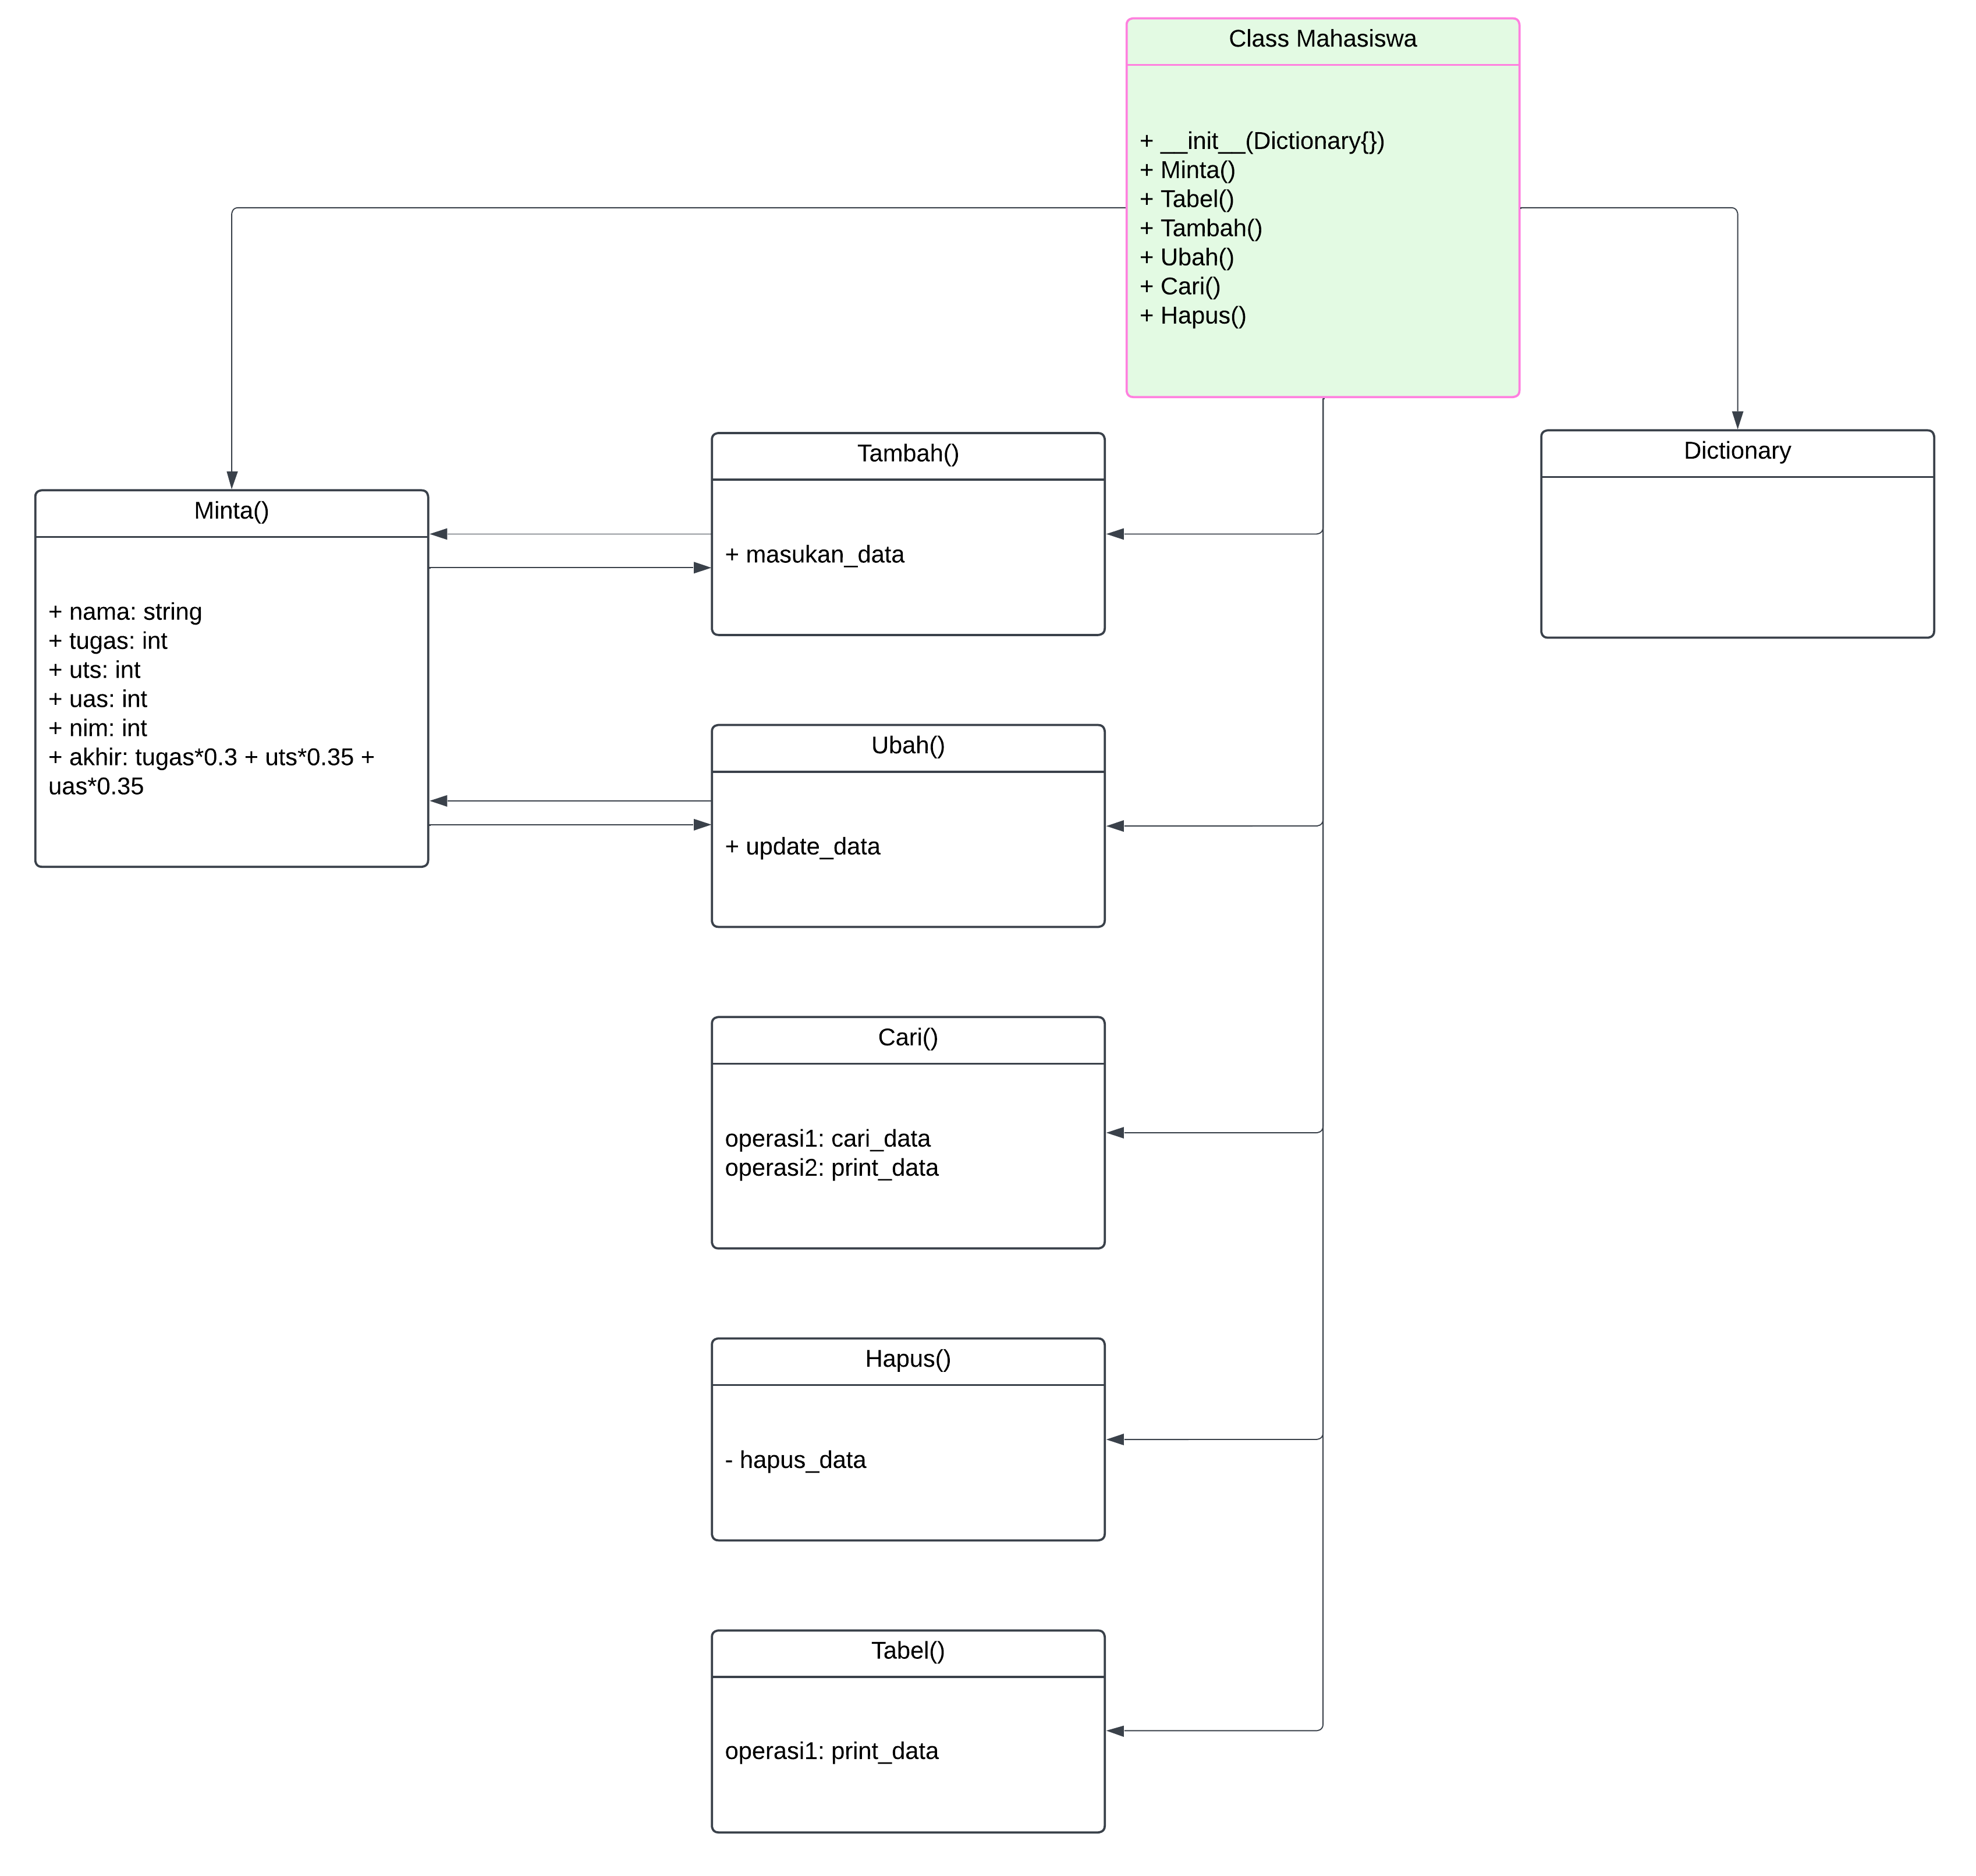 Class Mahasiswa
+ __init__(Dictionary{})
+ Minta()
+ Tabel()
+ Tambah()
+ Ubah()
+ Cari()
+ Hapus()
Minta()
+ nama: string
+ tugas: int
+ uts: int
+ uas: int
+ nim: int
+ akhir: tugas*0.3 + uts*0.35 +
uas*0.35
Tambah()
+ masukan_data
Dictionary
Ubah()
+ update_data
Cari()
operasi1: cari_data
operasi2: print_data
Hapus()
- hapus_data
Tabel()
operasi1: print_data